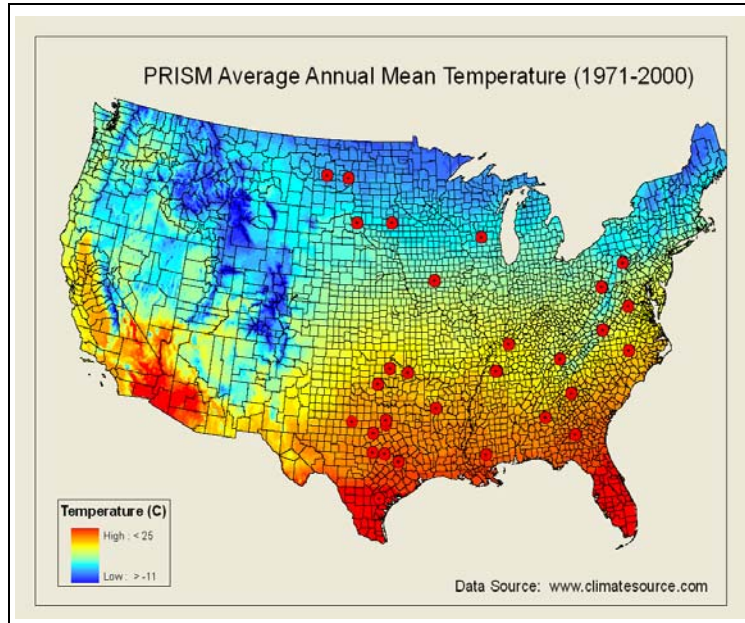 PRISM Average Annual Mean Temperature (1971-2000)
Temperature (C)
High : < 25
Low : > -11
Data Source: www.climatesource.com